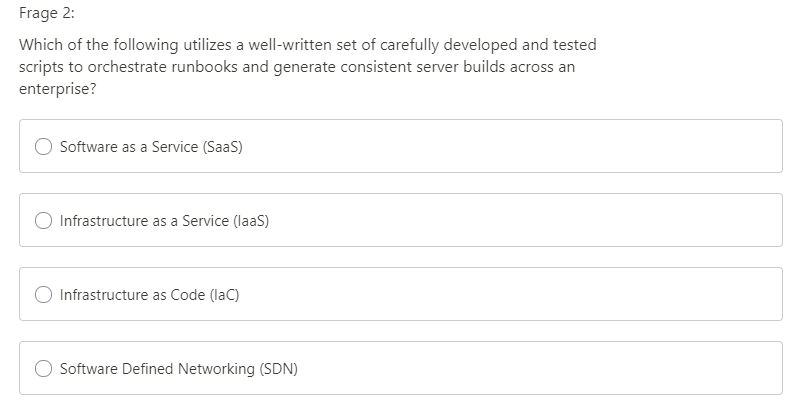 Frage 2:
Which of the following utilizes a well-written set of carefully developed and tested
scripts to orchestrate runbooks and generate consistent server builds across an
enterprise?
Software as a Service (SaaS)
Infrastructure as a Service (IaaS)
Infrastructure as Code (IaC)
Software Defined Networking (SDN)